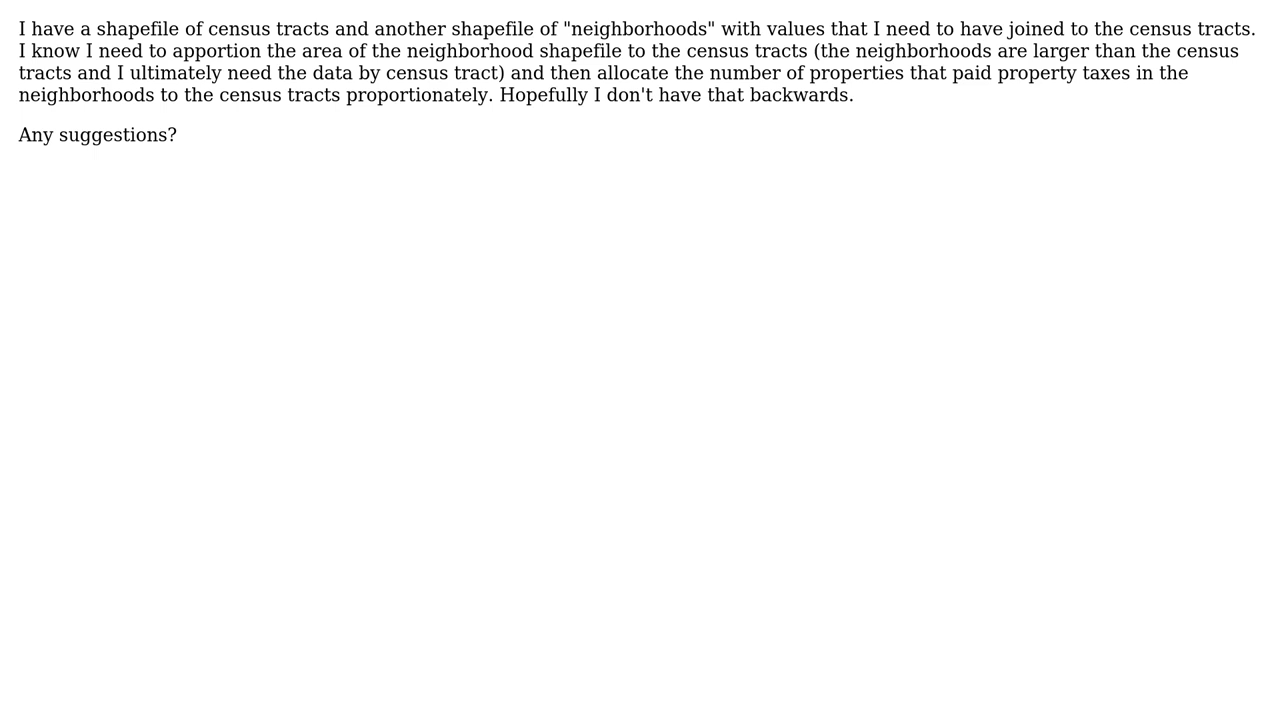 I have a shapefile of census tracts and another shapefile of "neighborhoods" with values that I need to have joined to the census tracts.
I know I need to apportion the area of the neighborhood shapefile to the census tracts (the neighborhoods are larger than the census
tracts and I ultimately need the data by census tract) and then allocate the number of properties that paid property taxes in the
neighborhoods to the census tracts proportionately. Hopefully I don't have that backwards.
Any suggestions?